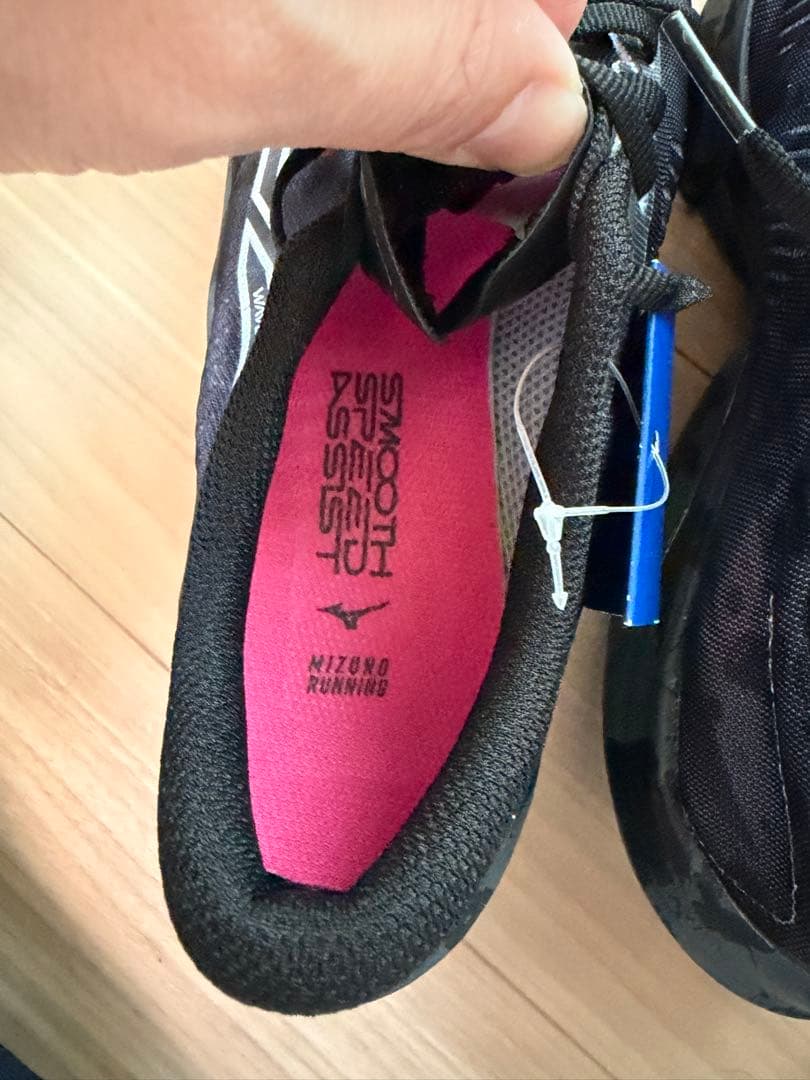 SMOOTH
SPEED
ASSIST
MIZUNO
RUNNING